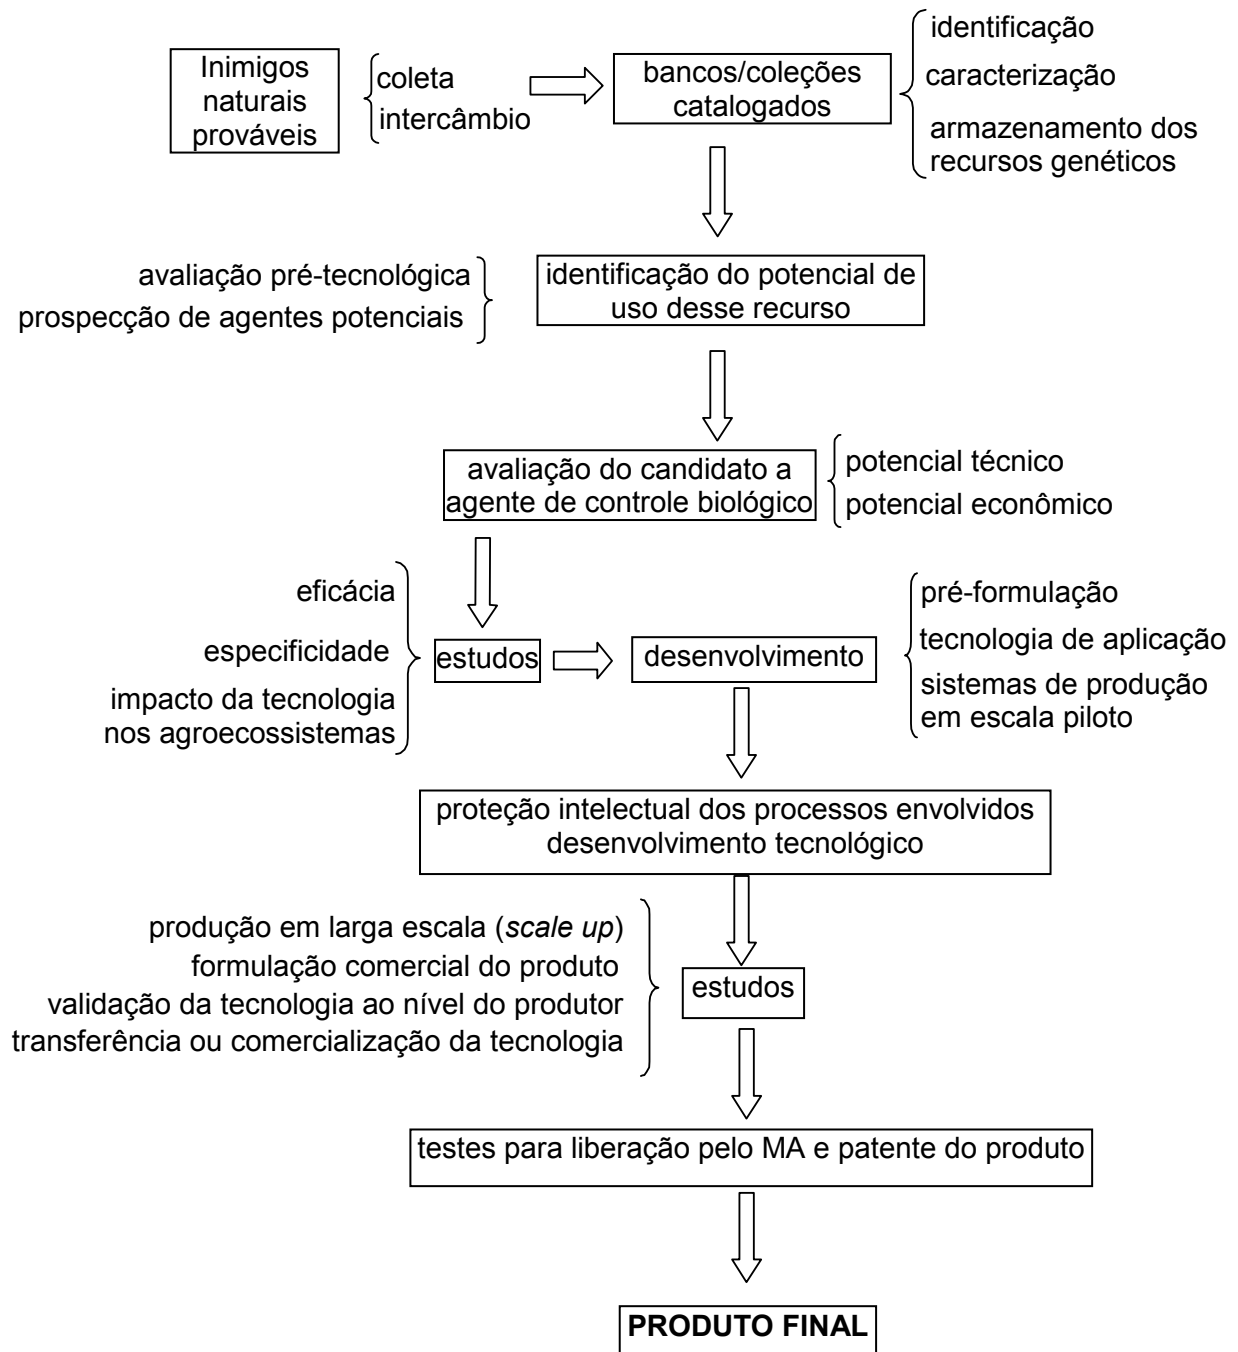 Inimigos
naturais
prováveis
coleta
intercâmbio
bancos/coleções
catalogados
identificação
caracterização
armazenamento dos
recursos genéticos
avaliação pré-tecnológica
prospecção de agentes potenciais
identificação do potencial de
uso desse recurso
avaliação do candidato a
agente de controle biológico
potencial técnico
potencial econômico
eficácia
especificidade
impacto da tecnologia
nos agroecossistemas
estudos
desenvolvimento
pré-formulação
tecnologia de aplicação
sistemas de produção
em escala piloto
proteção intelectual dos processos envolvidos
desenvolvimento tecnológico
produção em larga escala (scale up)
formulação comercial do produto
validação da tecnologia ao nível do produtor
transferência ou comercialização da tecnologia
estudos
testes para liberação pelo MA e patente do produto
PRODUTO FINAL